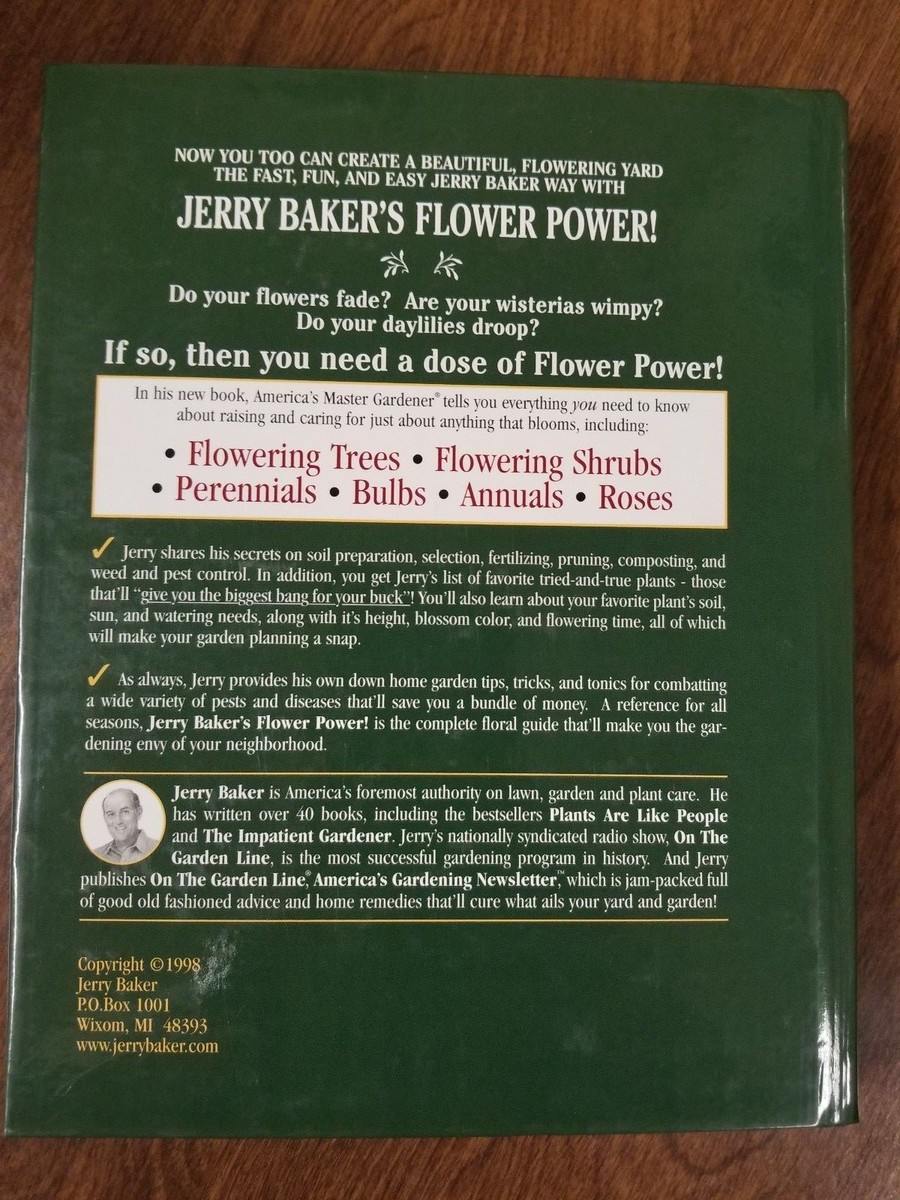 NOW YOU TOO CAN CREATE A BEAUTIFUL, FLOWERING YARD
THE FAST, FUN, AND EASY JERRY BAKER WAY WITH
JERRY BAKER'S FLOWER POWER!
Do your flowers fade? Are your wisterias wimpy?
Do your daylilies droop?
If so, then you need a dose of Flower Power!
In his new book, America's Master Gardener® tells you everything you need to know
about raising and caring for just about anything that blooms, including:
• Flowering Trees • Flowering Shrubs
• Perennials • Bulbs • Annuals • Roses
✓ Jerry shares his secrets on soil preparation, selection, fertilizing, pruning, composting, and
weed and pest control. In addition, you get Jerry's list of favorite tried-and-true plants - those
that'll "give you the biggest bang for your buck"! You'll also learn about your favorite plant's soil,
sun, and watering needs, along with it's height, blossom color, and flowering time, all of which
will make your garden planning a snap.
✓ As always, Jerry provides his own down home garden tips, tricks, and tonics for combatting
a wide variety of pests and diseases that'll save you a bundle of money. A reference for all
seasons, Jerry Baker's Flower Power! is the complete floral guide that'll make you the gar-
dening envy of your neighborhood.
Jerry Baker is America's foremost authority on lawn, garden and plant care. He
has written over 40 books, including the bestsellers Plants Are Like People
and The Impatient Gardener. Jerry's nationally syndicated radio show, On The
Garden Line, is the most successful gardening program in history. And Jerry
publishes On The Garden Line,® America's Gardening Newsletter,™ which is jam-packed full
of good old fashioned advice and home remedies that'll cure what ails your yard and garden!
Copyright ©1998
Jerry Baker
P.O.Box 1001
Wixom, MI 48393
www.jerrybaker.com